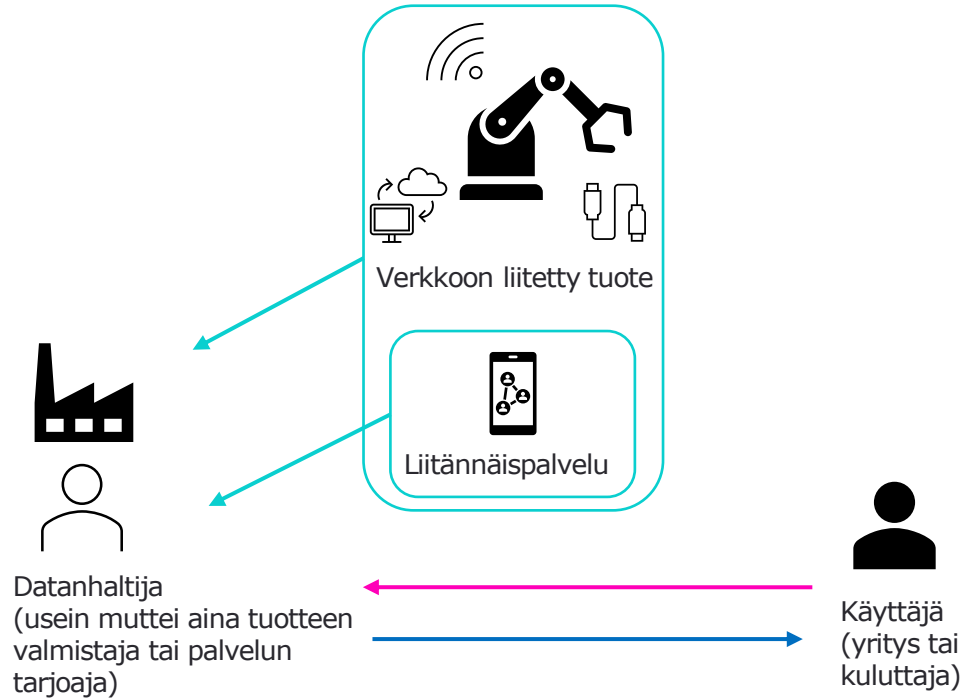 Verkkoon liitetty tuote
Liitännäispalvelu
Datanhaltija
(usein muttei aina tuotteen
valmistaja tai palvelun
tarjoaja)
Käyttäjä
(yritys tai
kuluttaja)